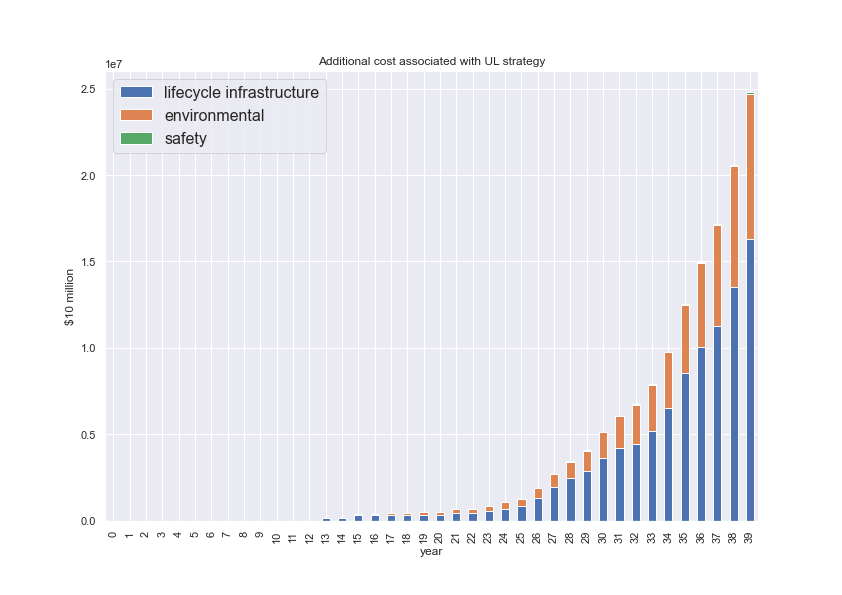 Additional cost associated with UL strategy
1e7
lifecycle infrastructure
environmental
safety
$10 million
2.5
2.0
1.5
1.0
0.5
0.0
0 1 2 3 4 5 6 7 8 9 10 11 12 13 14 15 16 17 18 19 20 21 22 23 24 25 26 27 28 29 30 31 32 33 34 35 36 37 38 39
year